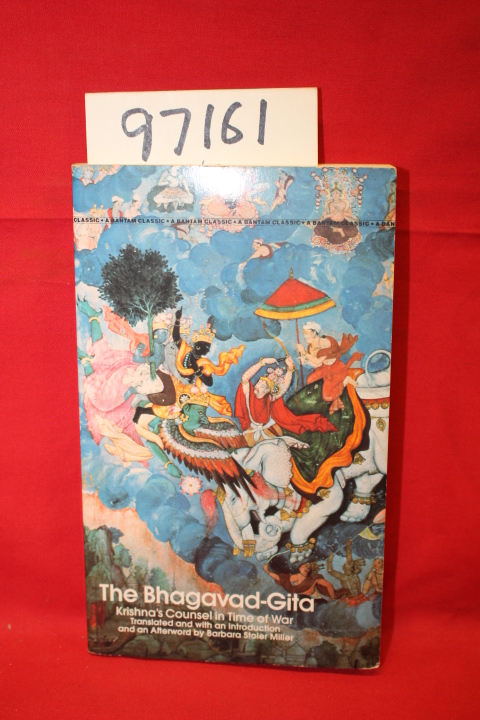 97161
CLASSIC • A BANTAM CLASSIC • A BANTAM CLASSIC • A BANTAM CLASSIC • A BAN
The Bhagavad-Gita
Krishna's Counsel in Time of War
Translated and with an Introduction
and an Afterword by Barbara Stoler Miller